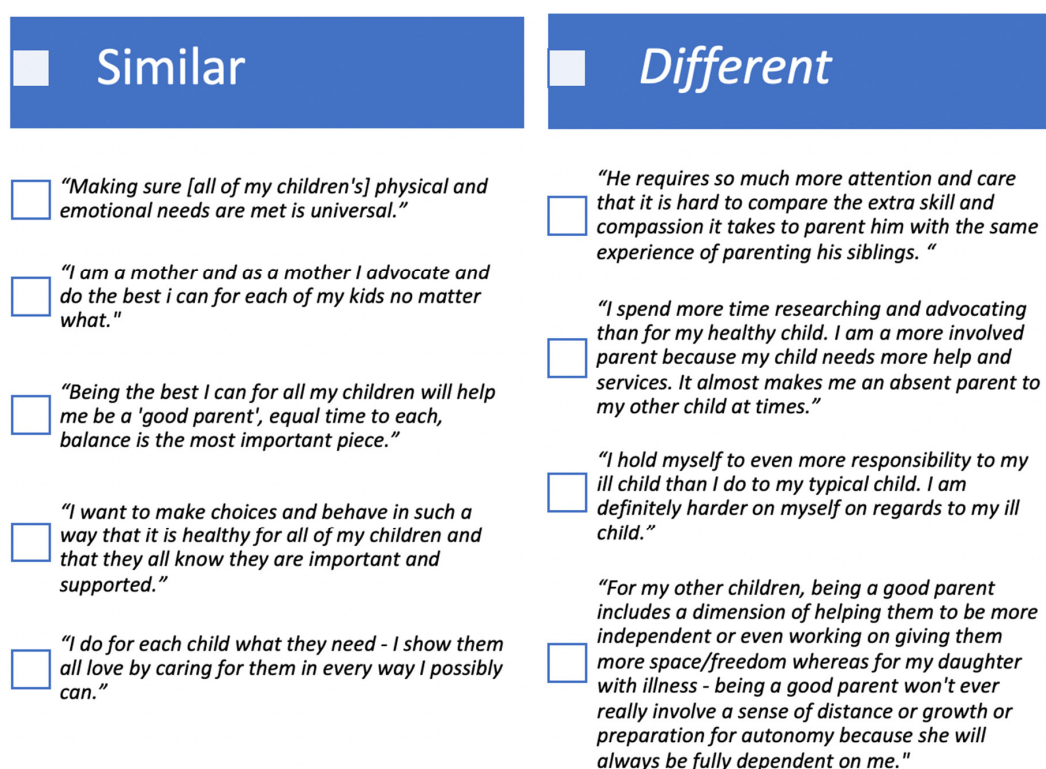 Similar
“Making sure [all of my children's] physical and
emotional needs are met is universal.”
“I am a mother and as a mother I advocate and
do the best i can for each of my kids no matter
what."
“Being the best I can for all my children will help
me be a 'good parent', equal time to each,
balance is the most important piece.”
“I want to make choices and behave in such a
way that it is healthy for all of my children and
that they all know they are important and
supported.”
“I do for each child what they need - I show them
all love by caring for them in every way I possibly
can.”
Different
“He requires so much more attention and care
that it is hard to compare the extra skill and
compassion it takes to parent him with the same
experience of parenting his siblings. “
“I spend more time researching and advocating
than for my healthy child. I am a more involved
parent because my child needs more help and
services. It almost makes me an absent parent to
my other child at times.”
“I hold myself to even more responsibility to my
ill child than I do to my typical child. I am
definitely harder on myself on regards to my ill
child.”
“For my other children, being a good parent
includes a dimension of helping them to be more
independent or even working on giving them
more space/freedom whereas for my daughter
with illness - being a good parent won't ever
really involve a sense of distance or growth or
preparation for autonomy because she will
always be fully dependent on me."